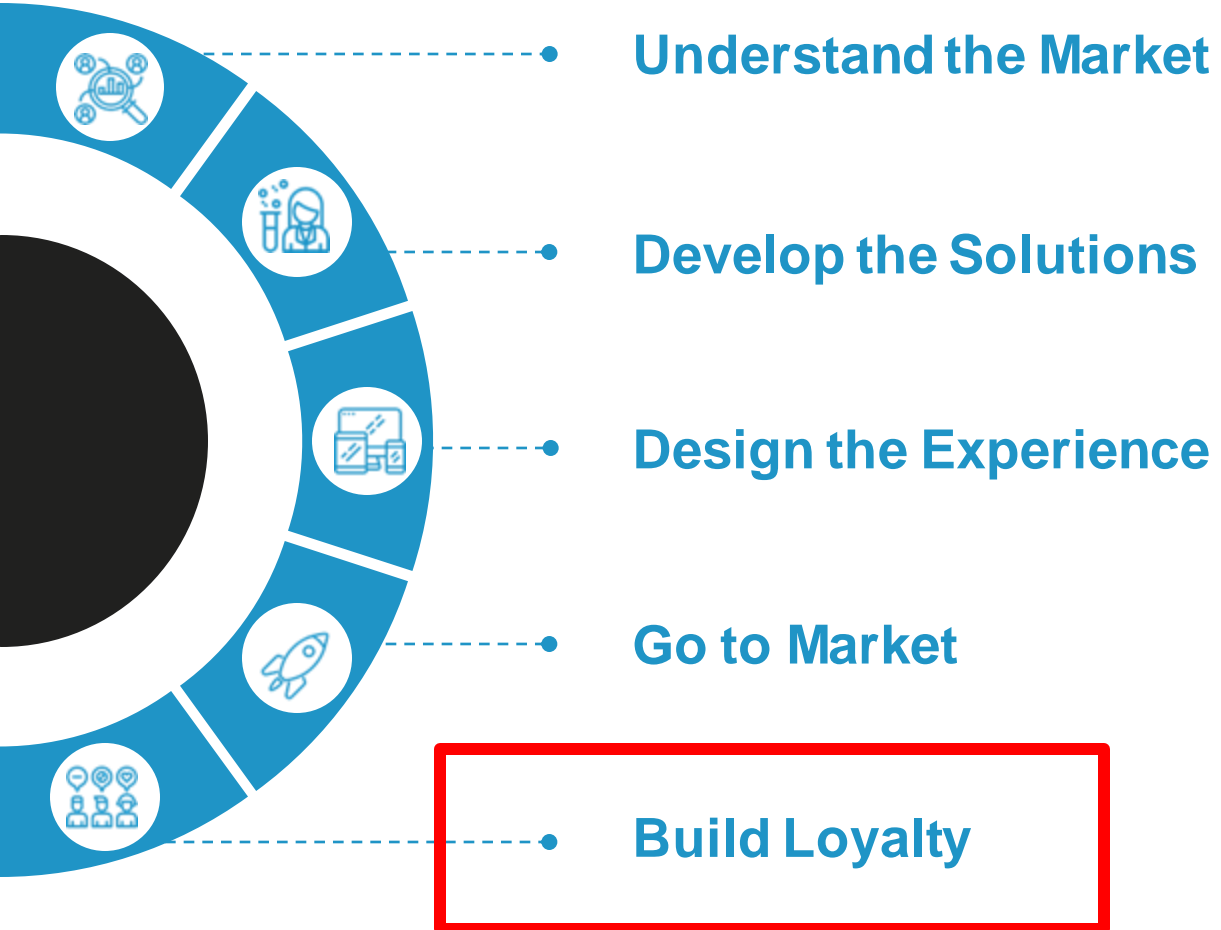 Understand the Market
Develop the Solutions
Design the Experience
Go to Market
Build Loyalty